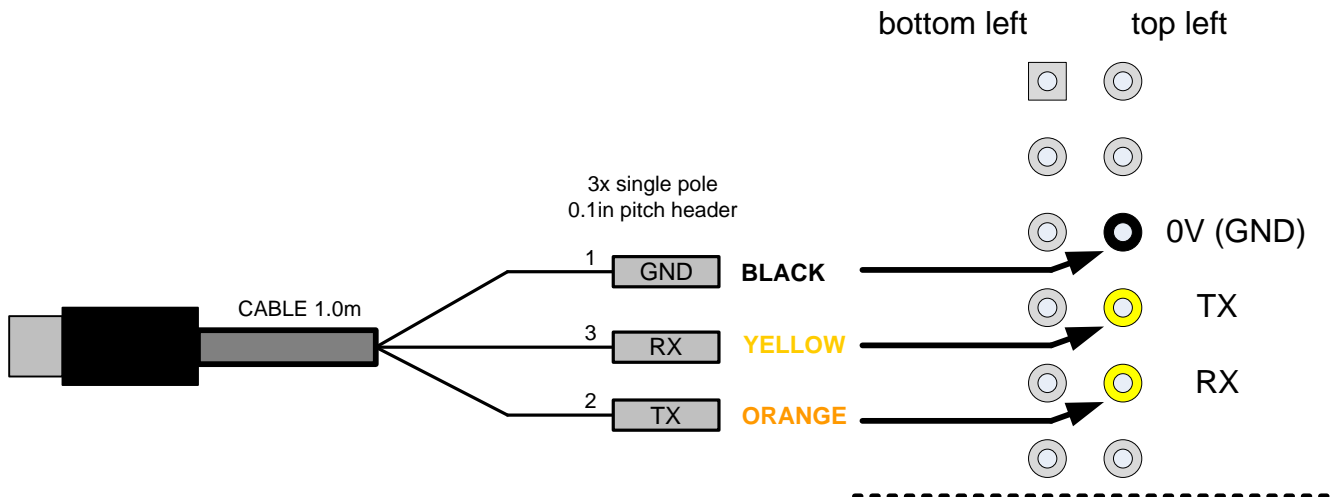 bottom left
top left
3x single pole
0.1in pitch header
0V (GND)
1
GND
BLACK
CABLE 1.0m
TX
3
RX
YELLOW
RX
2
TX
ORANGE